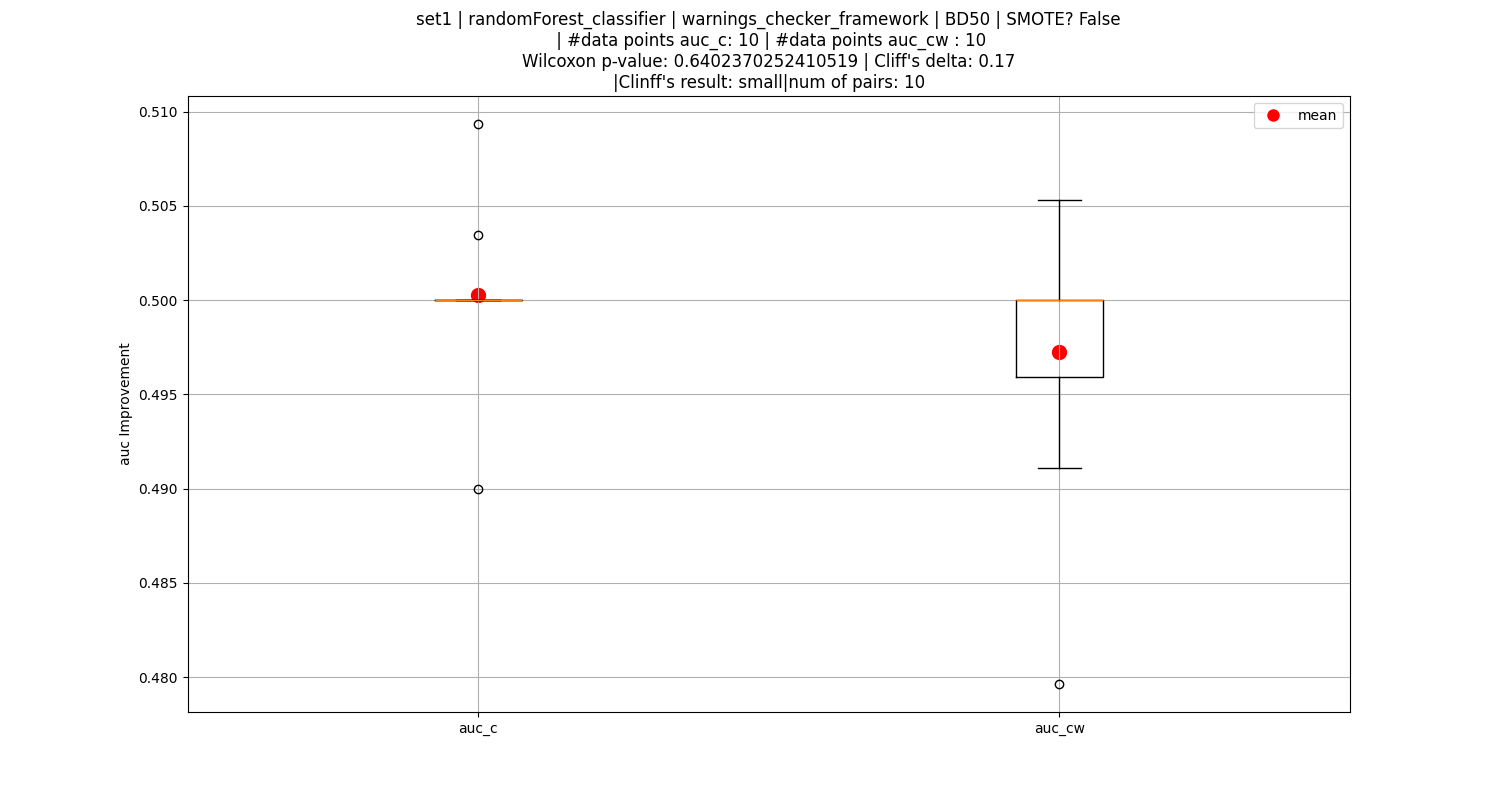 set1 | randomForest_classifier | warnings_checker_framework | BD50 | SMOTE? False
| #data points auc_c: 10 | #data points auc_cw : 10
Wilcoxon p-value: 0.6402370252410519 | Cliff's delta: 0.17
|Clinff's result: small|num of pairs: 10
mean
0.510
0.505
0.500
0.495
0.490
0.485
0.480
auc Improvement
auc_c
auc_cw